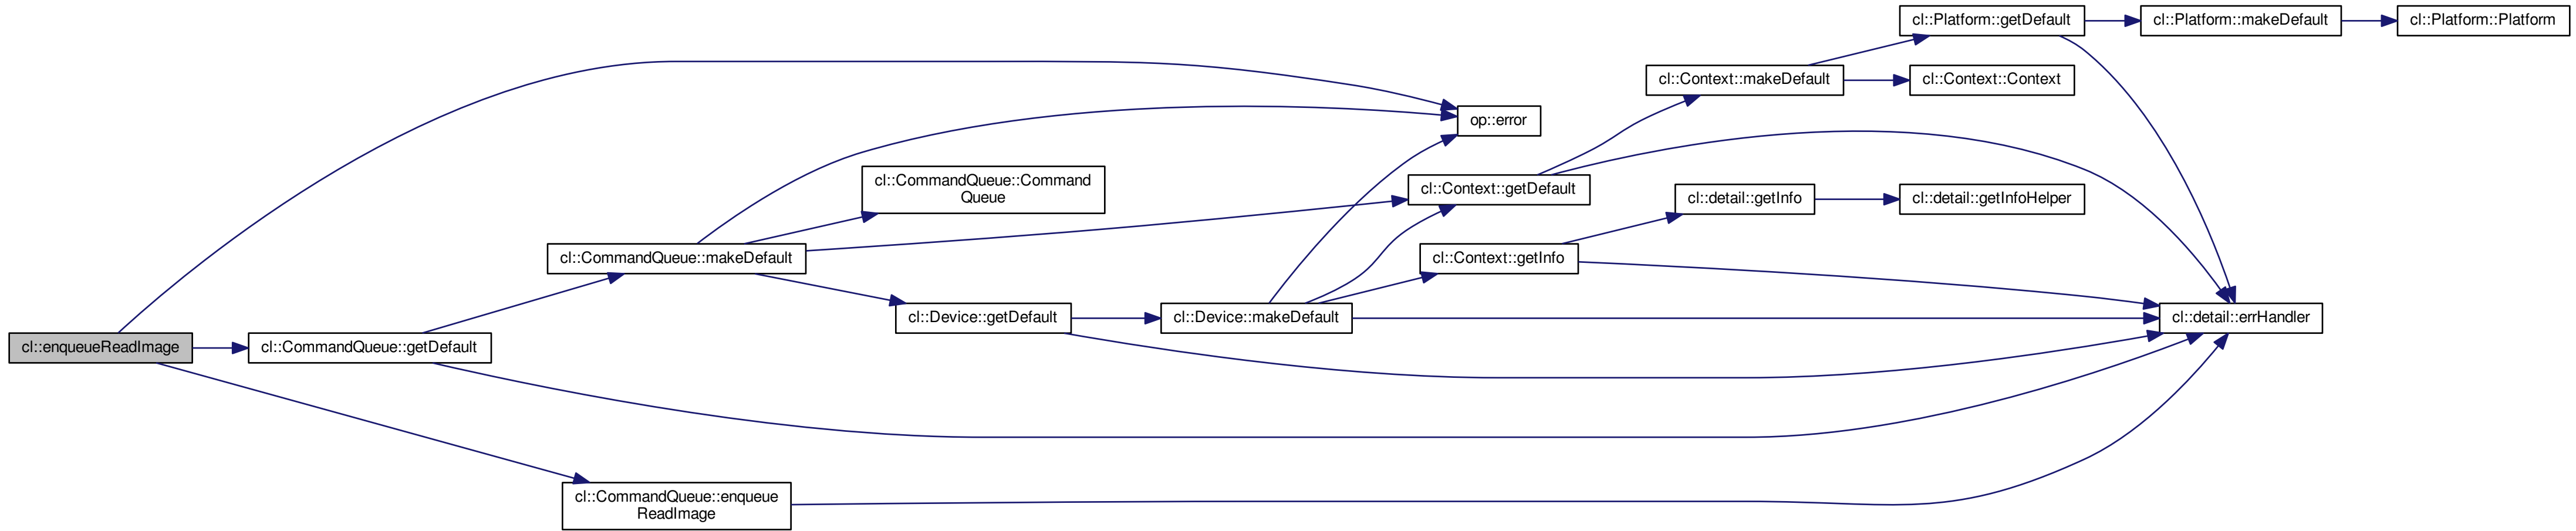 cl::Platform::getDefault
cl::Platform::makeDefault
cl::Platform::Platform
cl::Context::makeDefault
cl::Context::Context
op::error
cl::CommandQueue::Command
Queue
cl::Context::getDefault
cl::detail::getInfo
cl::detail::getInfoHelper
cl::CommandQueue::makeDefault
cl::Context::getInfo
cl::Device::getDefault
cl::Device::makeDefault
cl::detail::errHandler
cl::enqueueReadImage
cl::CommandQueue::getDefault
cl::CommandQueue::enqueue
ReadImage